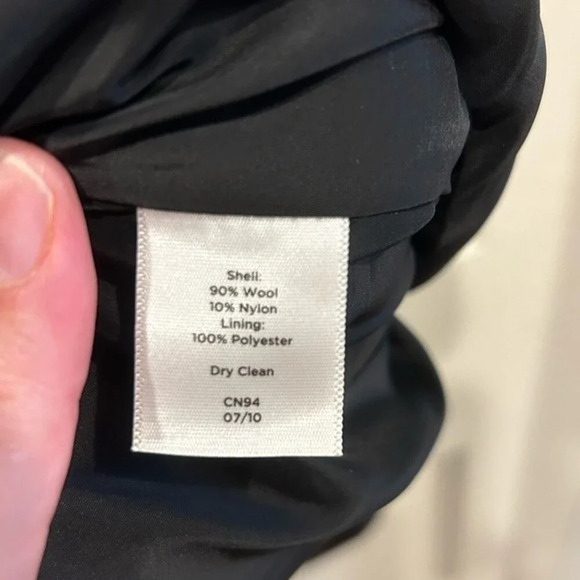 Shell:
90% Wool
10% Nylon
Lining:
100% Polyester
Dry Clean
CN94
07/10